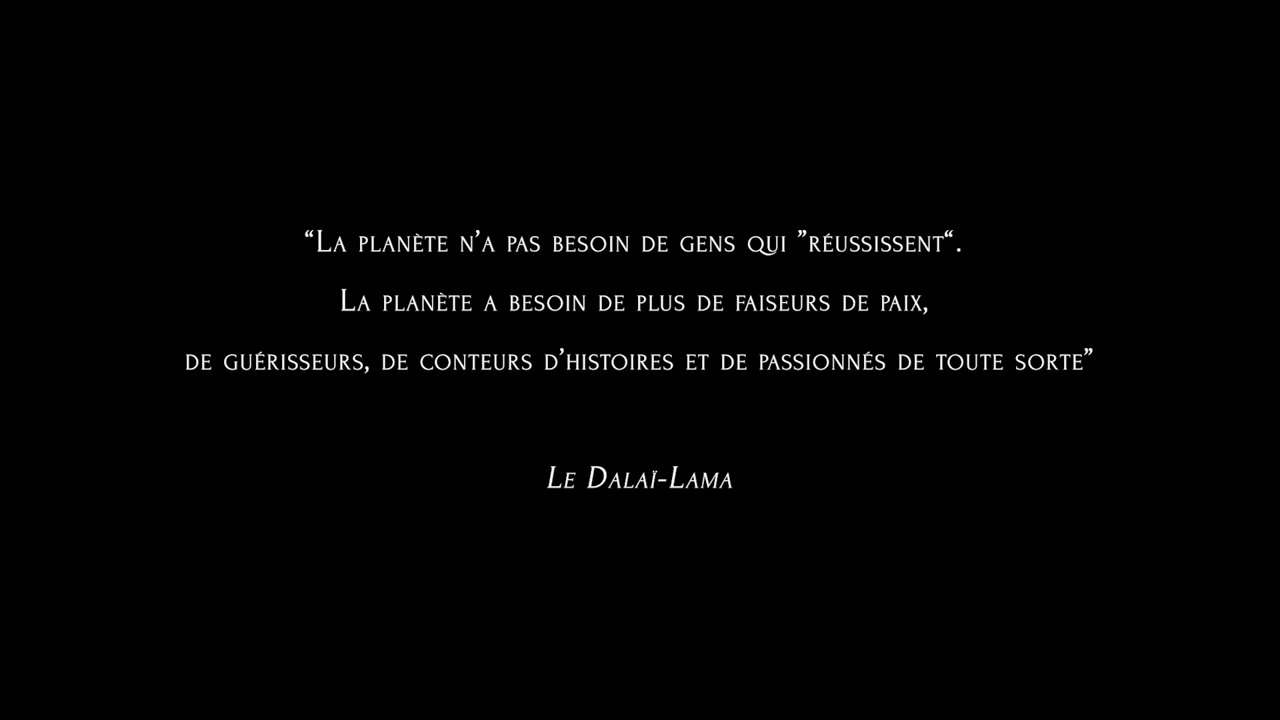 “La planète n’a pas besoin de gens qui ”réussissent“.
La planète a besoin de plus de faiseurs de paix,
de guérisseurs, de conteurs d’histoires et de passionnés de toute sorte”
Le Dalaï-Lama